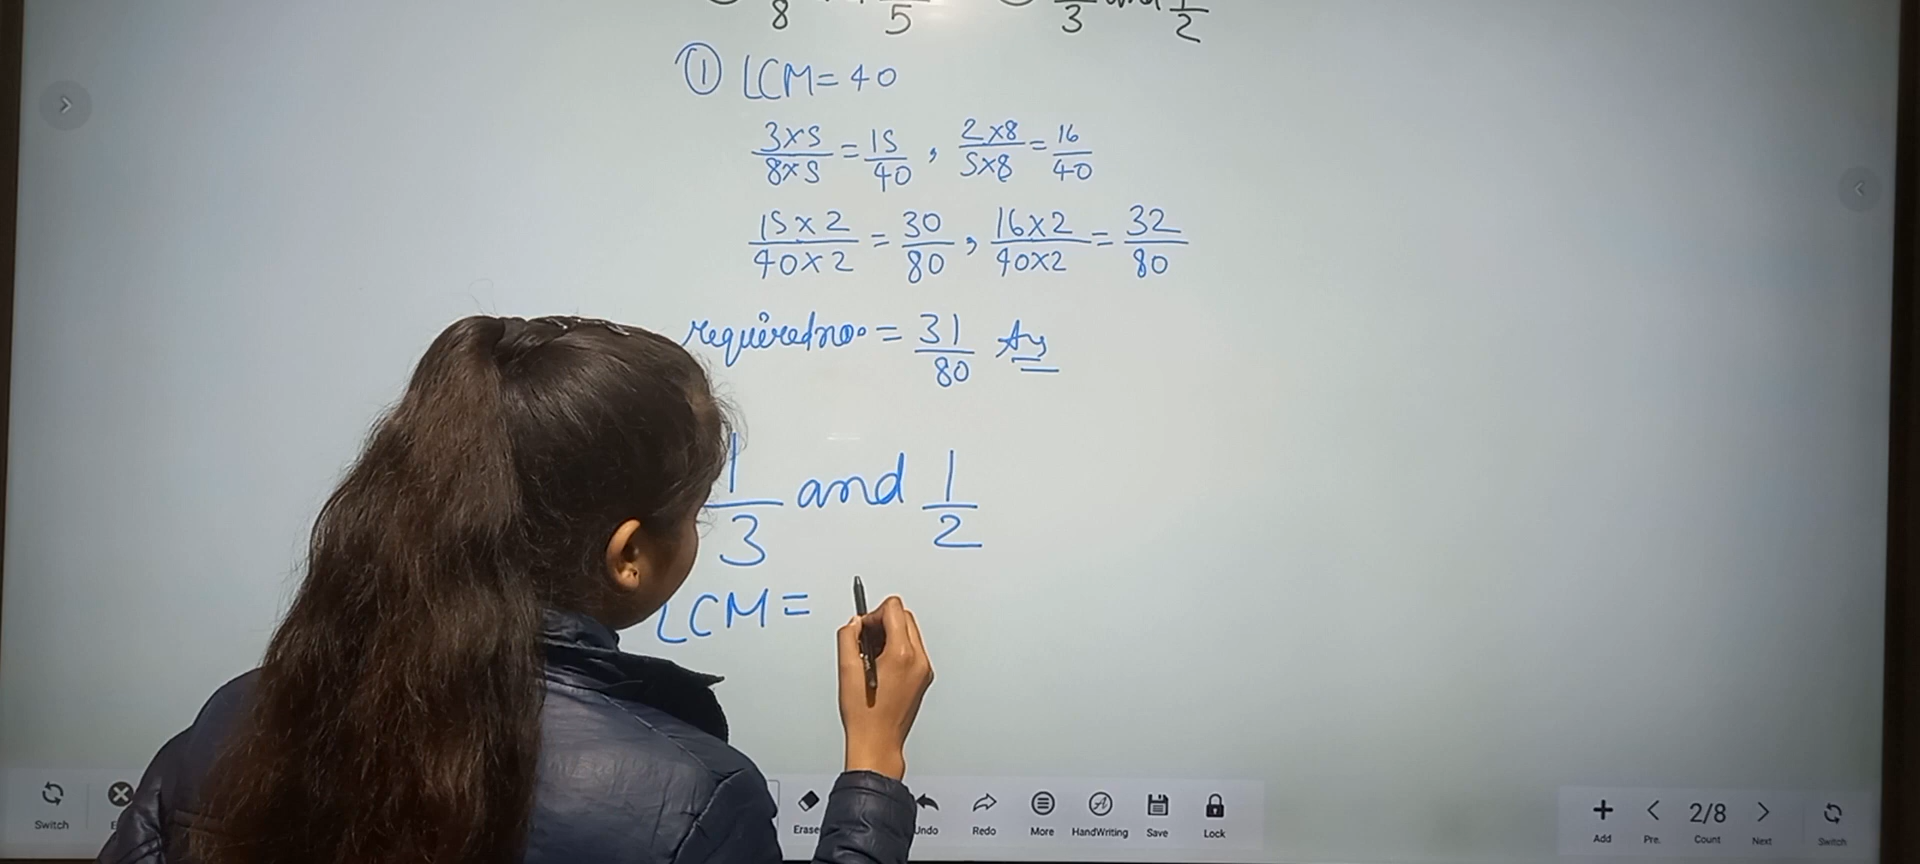 8 5 3 and 1/2
① LCM = 40
3×5/8×5 = 15/40, 2×8/5×8 = 16/40
15×2/40×2 = 30/80, 16×2/40×2 = 32/80
required no. = 31/80 Ans
1/3 and 1/2
LCM =
Switch Undo Redo More HandWriting Save Lock
Add Pre. 2/8 Count Next Switch